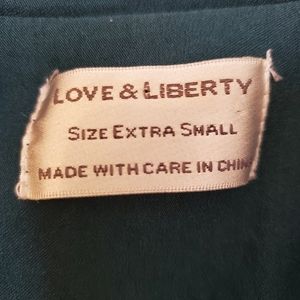 LOVE & LIBERTY
SIZE EXTRA SMALL
MADE WITH CARE IN CHIN